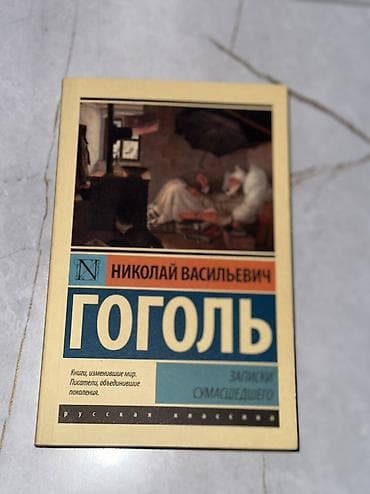 N
НИКОЛАЙ ВАСИЛЬЕВИЧ
ГОГОЛЬ
Книги, изменившие мир.
Писатели, объединившие
поколения.
ЗАПИСКИ
СУМАСШЕДШЕГО
русская классика